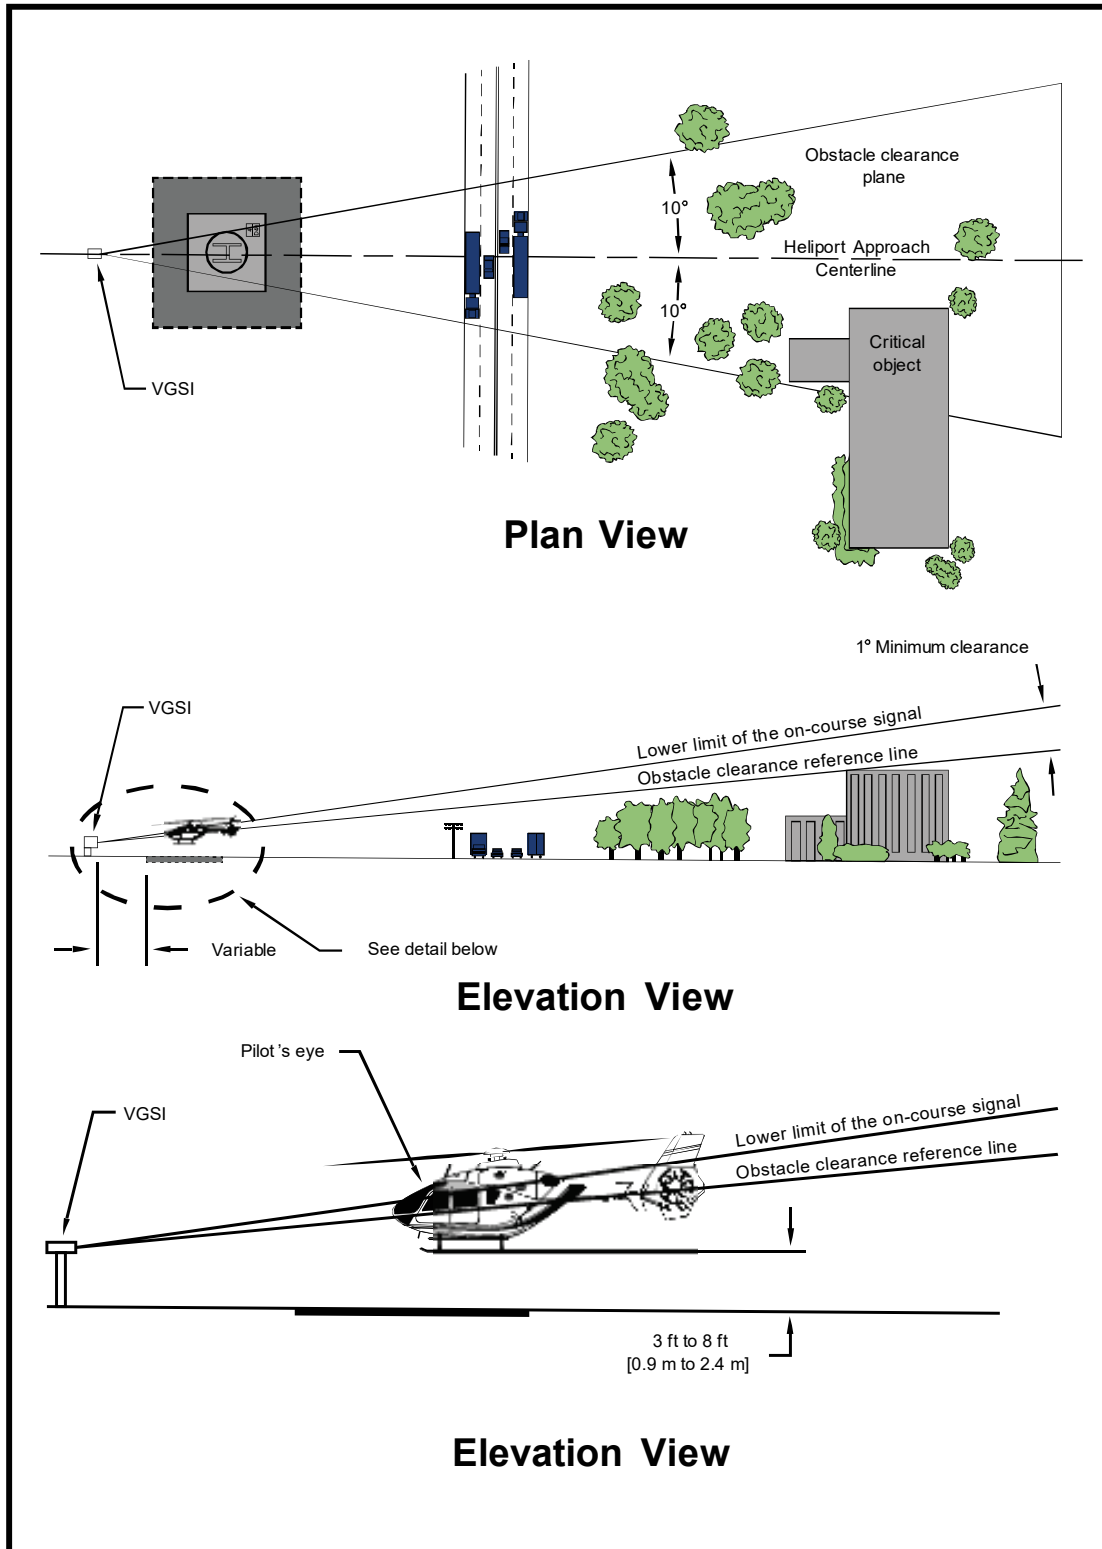 Obstacle clearance
plane
10°
Heliport Approach
Centerline
10°
Critical
object
VGSI
H
Plan View
1° Minimum clearance
VGSI
Lower limit of the on-course signal
Obstacle clearance reference line
Variable
See detail below
Elevation View
Pilot's eye
VGSI
Lower limit of the on-course signal
Obstacle clearance reference line
3 ft to 8 ft
[0.9 m to 2.4 m]
Elevation View